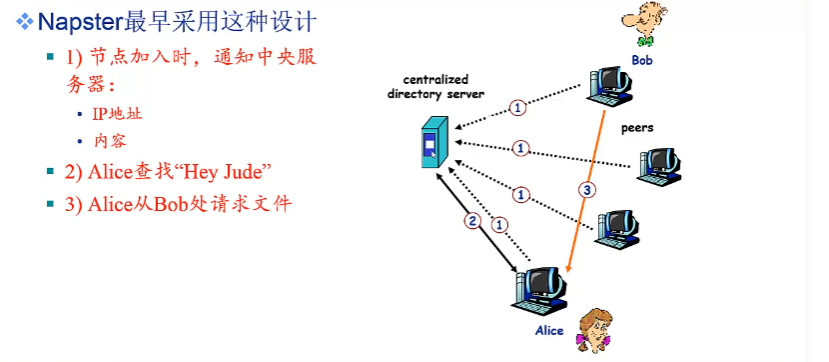 Napster最早采用这种设计
1) 节点加入时，通知中央服
务器：
IP地址
内容
2) Alice查找“Hey Jude”
3) Alice从Bob处请求文件
Bob
centralized
directory server
1
peers
1
3
1
2
1
Alice